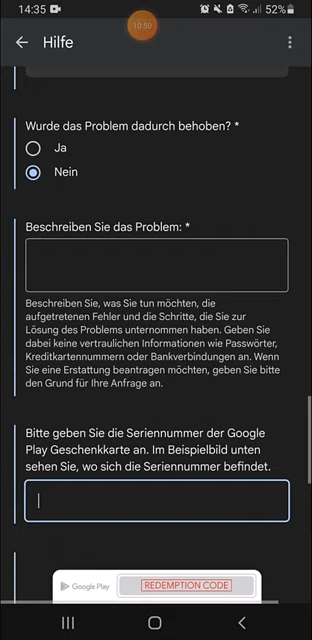 14:35
52%
10:50
Hilfe
Wurde das Problem dadurch behoben? *
Ja
Nein
Beschreiben Sie das Problem: *
Beschreiben Sie, was Sie tun möchten, die
aufgetretenen Fehler und die Schritte, die Sie zur
Lösung des Problems unternommen haben. Geben Sie
dabei keine vertraulichen Informationen wie Passwörter,
Kreditkartennummern oder Bankverbindungen an. Wenn
Sie eine Erstattung beantragen möchten, geben Sie bitte
den Grund für Ihre Anfrage an.
Bitte geben Sie die Seriennummer der Google
Play Geschenkkarte an. Im Beispielbild unten
sehen Sie, wo sich die Seriennummer befindet.
Google Play
REDEMPTION CODE